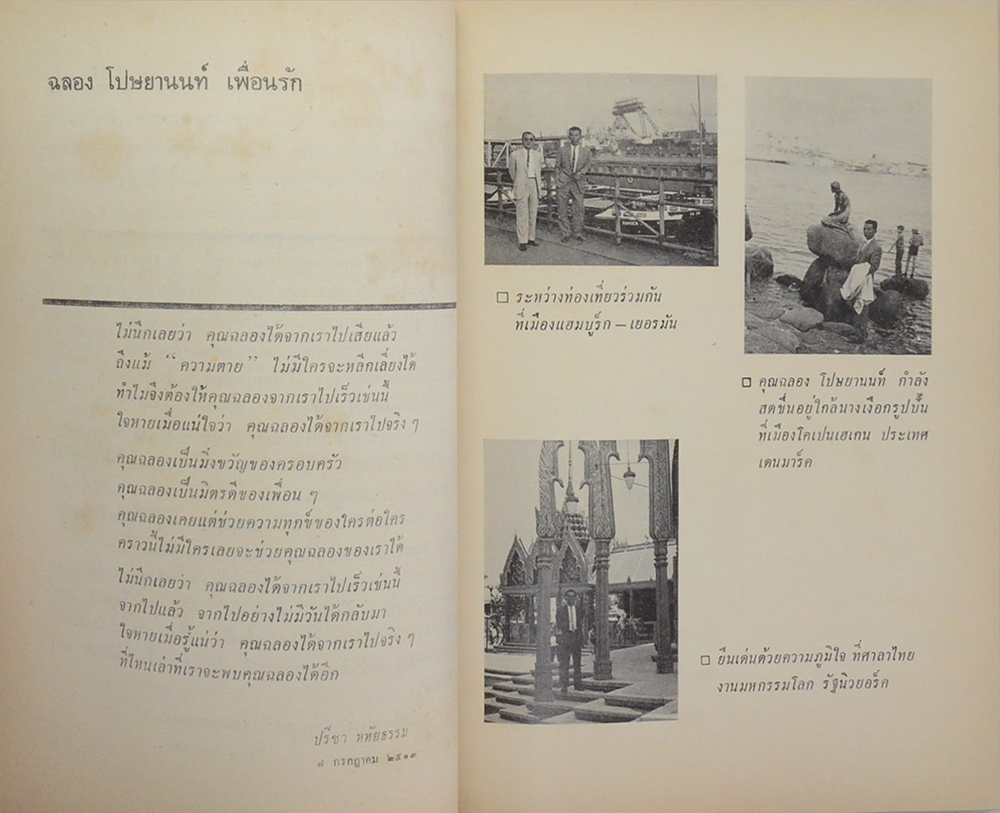 ฉลอง โปษยานนท์ เพื่อนรัก
ไม่นึกเลยว่า คุณฉลองได้จากเราไปเสียแล้ว
ถึงแม้ “ความตาย” ไม่มีใครจะหลีกเลี่ยงได้
ทำไมจึงต้องให้คุณฉลองจากเราไปเร็วเช่นนี้
ใจหายเมื่อแน่ใจว่า คุณฉลองได้จากเราไปจริง ๆ
คุณฉลองเป็นมิ่งขวัญของครอบครัว
คุณฉลองเป็นมิตรดีของเพื่อน ๆ
คุณฉลองเคยแต่ช่วยความทุกข์ของใครต่อใคร
คราวนี้ไม่มีใครเลยจะช่วยคุณฉลองของเราได้
ไม่นึกเลยว่า คุณฉลองได้จากเราไปเร็วเช่นนี้
จากไปแล้ว จากไปอย่างไม่มีวันได้กลับมา
ใจหายเมื่อรู้แน่ว่า คุณฉลองได้จากเราไปจริง ๆ
ที่ไหนเล่าที่เราจะพบคุณฉลองได้อีก
ปรีชา หทัยธรรม
๗ กรกฎาคม ๒๕๑๓
ระหว่างท่องเที่ยวร่วมกัน
ที่เมืองแฮมบูร์ก – เยอรมัน
คุณฉลอง โปษยานนท์ กำลัง
สดชื่นอยู่ใกล้นางเงือกรูปปั้น
ที่เมืองโคเปนเฮเกน ประเทศ
เดนมาร์ค
ยืนเด่นด้วยความภูมิใจ ที่ศาลาไทย
งานมหกรรมโลก รัฐนิวยอร์ค